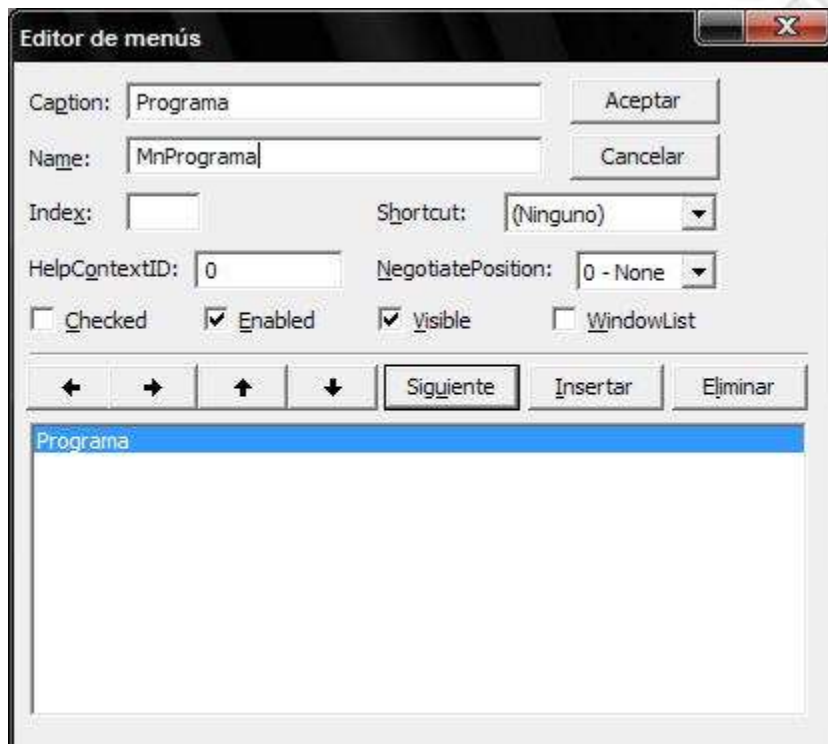 Editor de menús
Caption: Programa Aceptar
Name: MnPrograma Cancelar
Index: Shortcut: (Ninguno)
HelpContextID: 0 NegotiatePosition: 0 - None
Checked Enabled Visible WindowList
Siguiente Insertar Eliminar
Programa